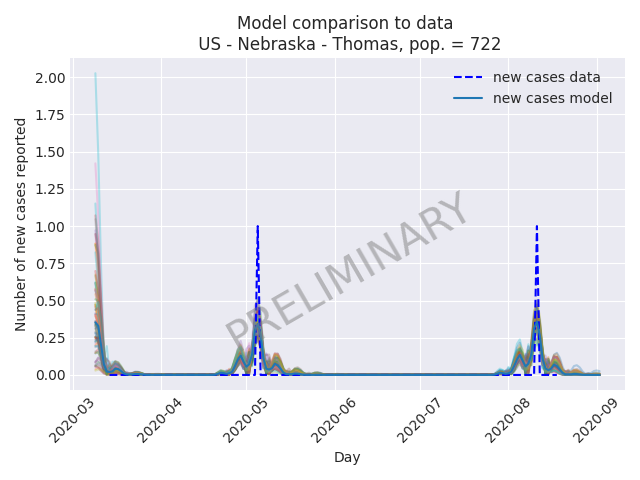 Model comparison to data
US - Nebraska - Thomas, pop. = 722
new cases data
new cases model
Number of new cases reported
2.00
1.75
1.50
1.25
1.00
0.75
0.50
0.25
0.00
PRELIMINARY
2020-03
2020-04
2020-05
2020-06
2020-07
2020-08
2020-09
Day